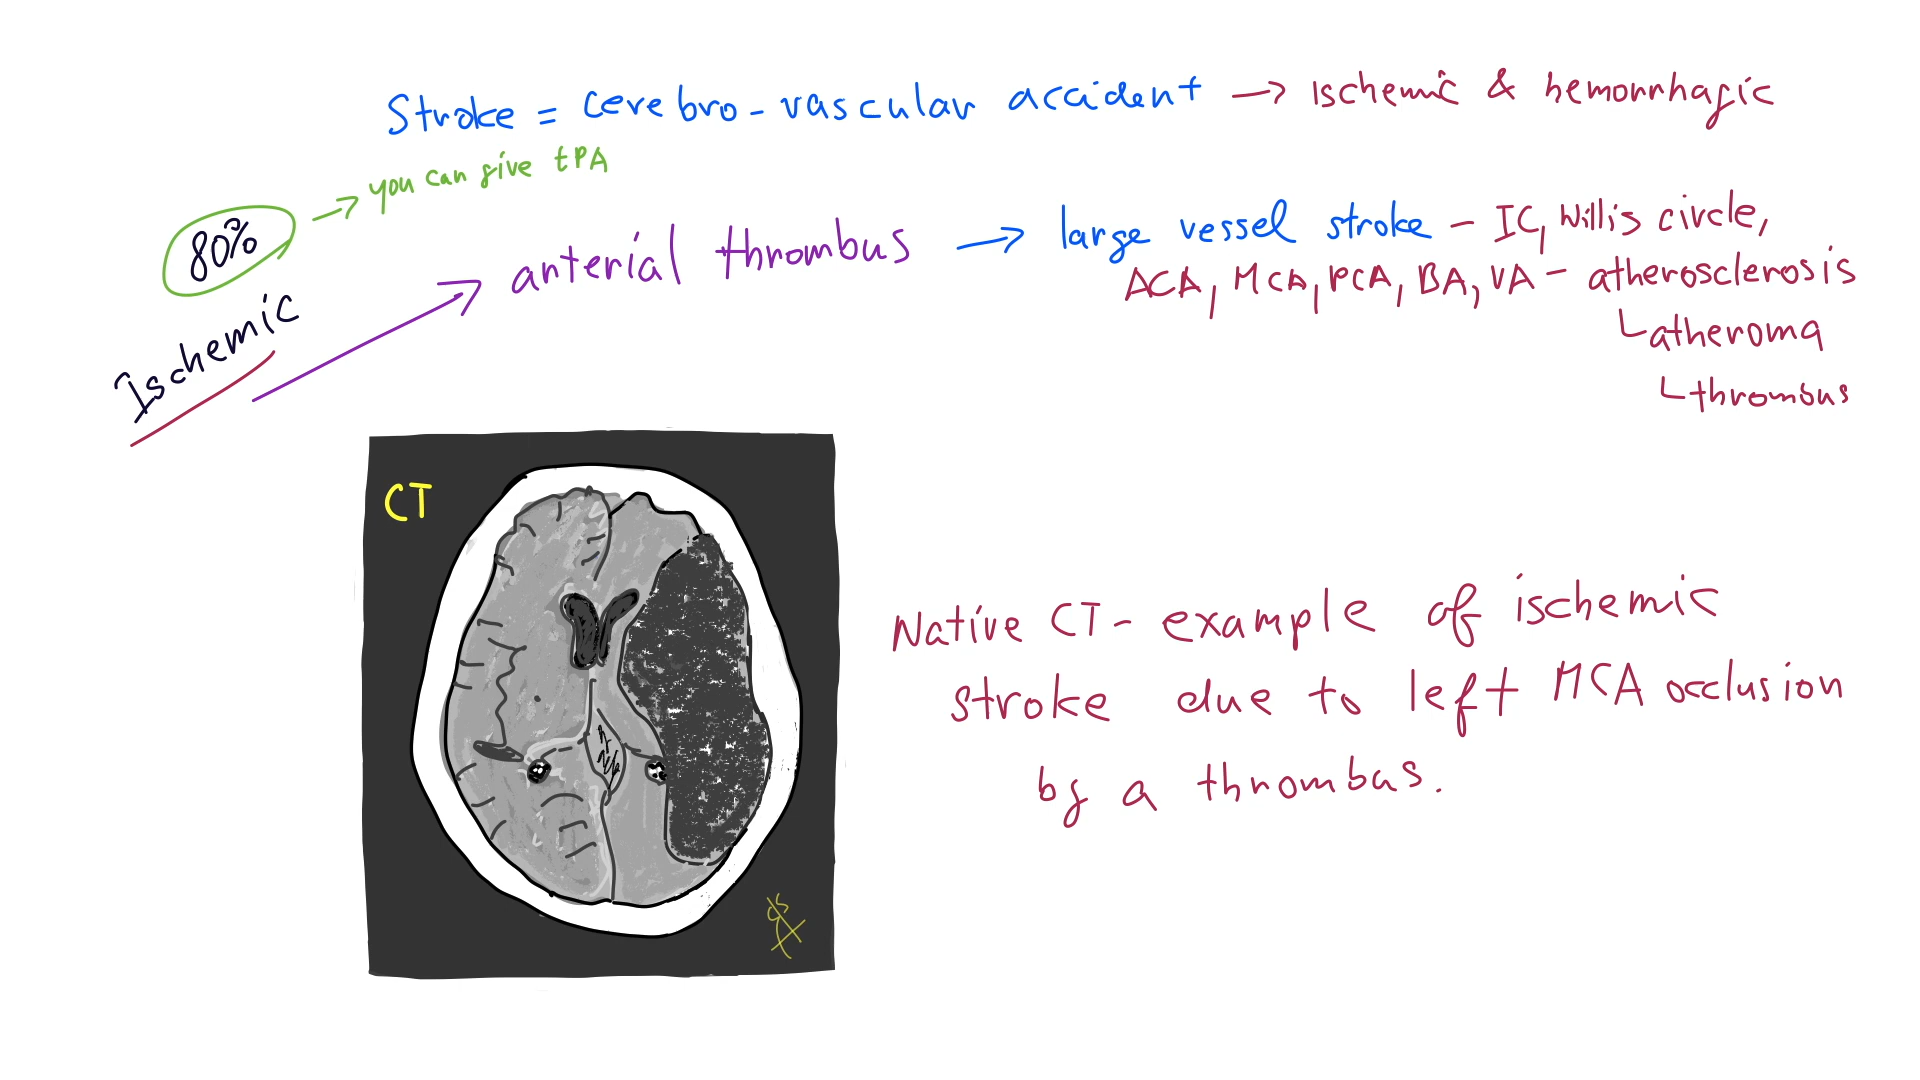 Stroke = cerebro-vascular accident → Ischemic & hemorrhagic
→ you can give tPA
80%
Ischemic
→ arterial thrombus → large vessel stroke - IC, Willis circle,
ACA, MCA, PCA, BA, VA - atherosclerosis
atheroma
thrombus
CT
Native CT - example of ischemic
stroke due to left MCA occlusion
by a thrombus.